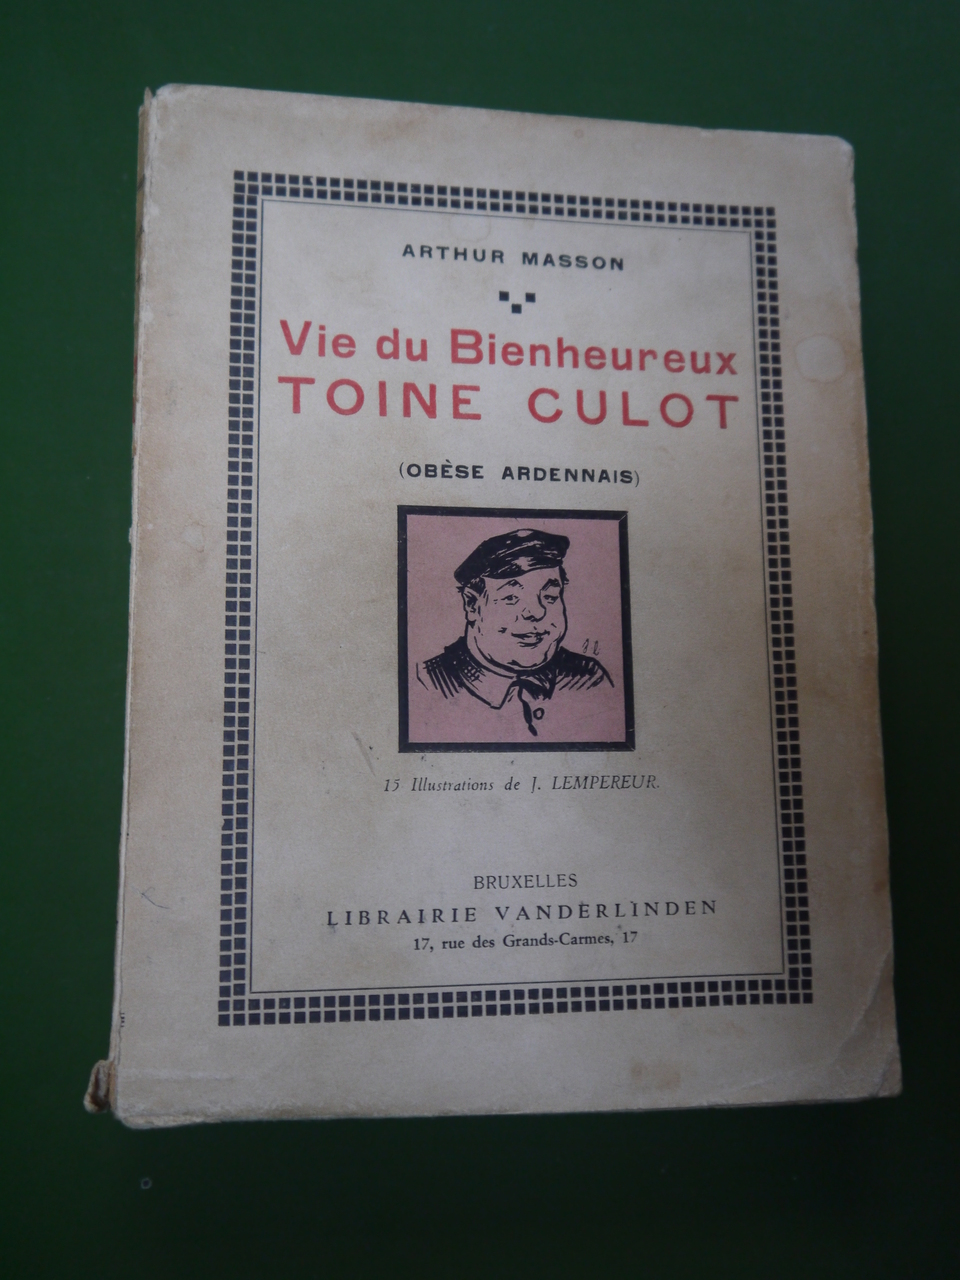 ARTHUR MASSON
Vie du Bienheureux
TOINE CULOT
(OBÈSE ARDENNAIS)
15 Illustrations de J. LEMPEREUR.
BRUXELLES
LIBRAIRIE VANDERLINDEN
17, rue des Grands-Carmes, 17